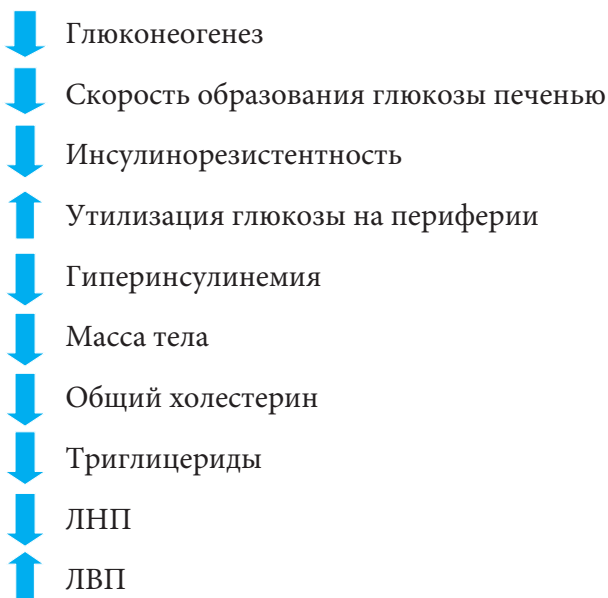 Глюконеогенез
Скорость образования глюкозы печенью
Инсулинорезистентность
Утилизация глюкозы на периферии
Гиперинсулинемия
Масса тела
Общий холестерин
Триглицериды
ЛНП
ЛВП